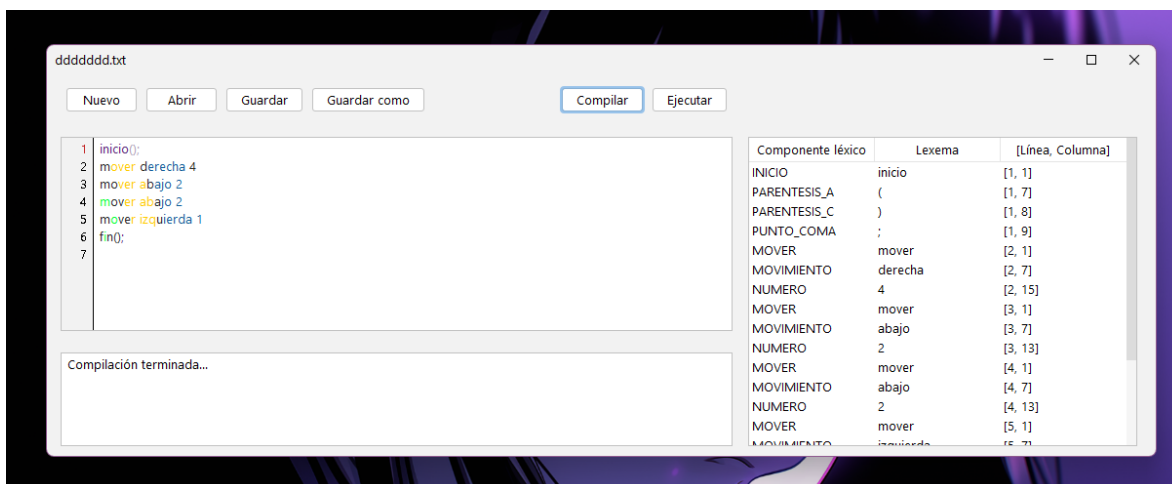 ddddddd.txt
Nuevo Abrir Guardar Guardar como Compilar Ejecutar
1 inicio();
2 mover derecha 4
3 mover abajo 2
4 mover abajo 2
5 mover izquierda 1
6 fin();
7
Compilación terminada...
Componente léxico Lexema [Línea, Columna]
INICIO inicio [1, 1]
PARENTESIS_A ( [1, 7]
PARENTESIS_C ) [1, 8]
PUNTO_COMA ; [1, 9]
MOVER mover [2, 1]
MOVIMIENTO derecha [2, 7]
NUMERO 4 [2, 15]
MOVER mover [3, 1]
MOVIMIENTO abajo [3, 7]
NUMERO 2 [3, 13]
MOVER mover [4, 1]
MOVIMIENTO abajo [4, 7]
NUMERO 2 [4, 13]
MOVER mover [5, 1]
MOVIMIENTO izquierda [5, 7]